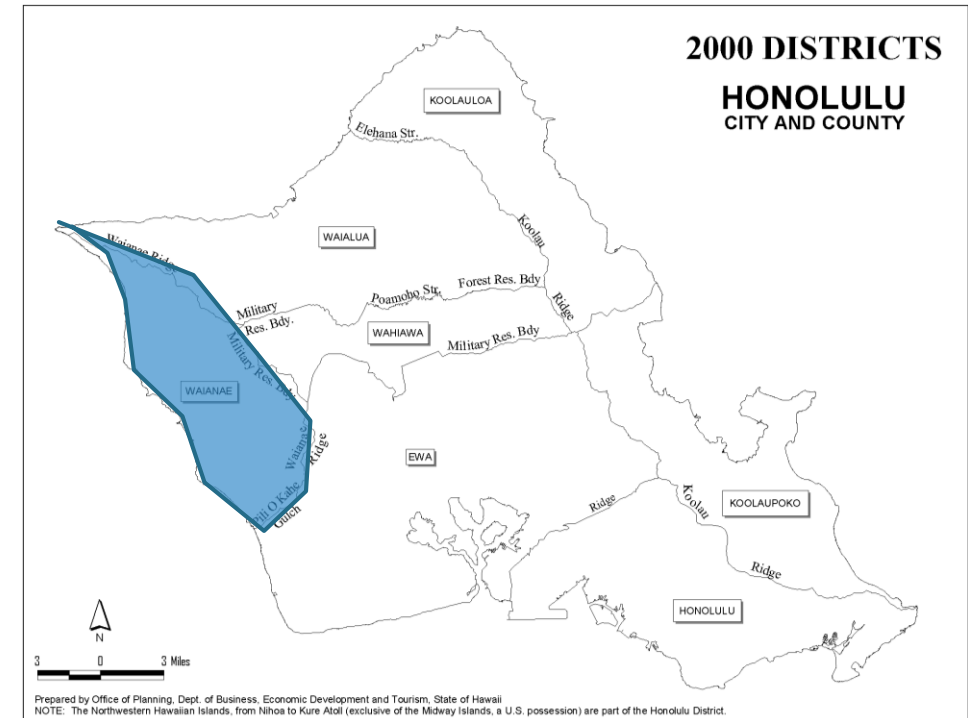 2000 DISTRICTS
HONOLULU
CITY AND COUNTY
KOOLAULOA
Elehana Str.
Koolau
Ridge
WAIALUA
Waianae Ridge
Forest Res. Bdy
Poamoho Str.
Military
Res. Bdy.
WAHIAWA
Military Res. Bdy
Military Res. Bdy
WAIANAE
Waianae
Ridge
EWA
Pili O Kahe
Gulch
Ridge
Koolau
Ridge
KOOLAUPOKO
HONOLULU
N
3 0 3 Miles
Prepared by Office of Planning, Dept. of Business, Economic Development and Tourism, State of Hawaii
NOTE: The Northwestern Hawaiian Islands, from Nihoa to Kure Atoll (exclusive of the Midway Islands, a U.S. possession) are part of the Honolulu District.